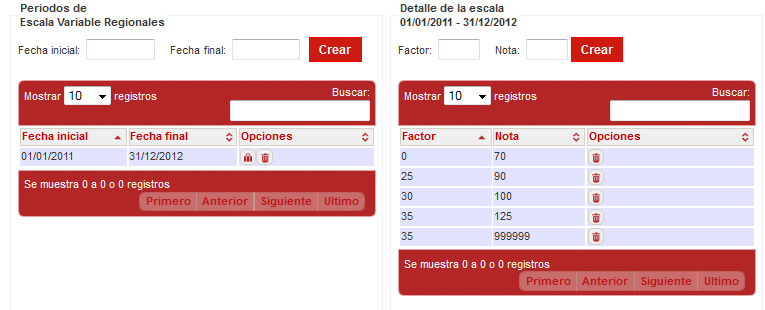 Periodos de
Escala Variable Regionales
Fecha inicial: Fecha final: Crear
Mostrar 10 registros Buscar:
Fecha inicial Fecha final Opciones
01/01/2011 31/12/2012
Se muestra 0 a 0 o 0 registros
Primero Anterior Siguiente Ultimo
Detalle de la escala
01/01/2011 - 31/12/2012
Factor: Nota: Crear
Mostrar 10 registros Buscar:
Factor Nota Opciones
0 70
25 90
30 100
35 125
35 999999
Se muestra 0 a 0 o 0 registros
Primero Anterior Siguiente Ultimo